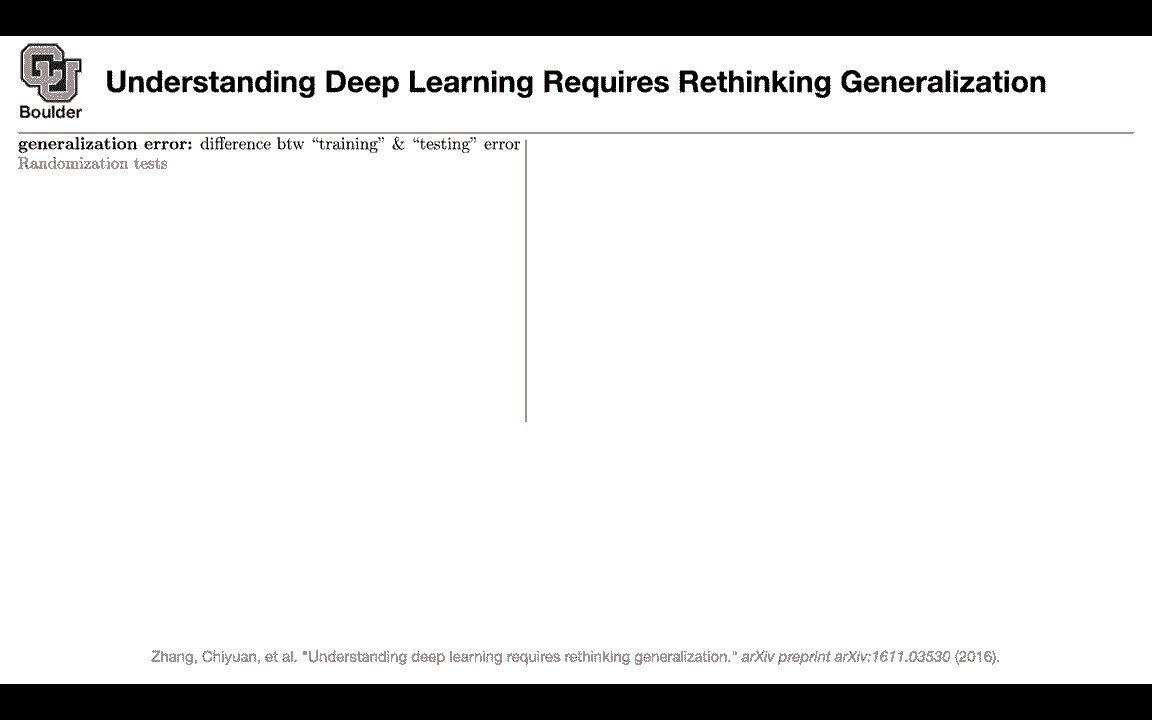 CU
Boulder
Understanding Deep Learning Requires Rethinking Generalization
generalization error: difference btw “training” & “testing” error
Randomization tests
Zhang, Chiyuan, et al. "Understanding deep learning requires rethinking generalization." arXiv preprint arXiv:1611.03530 (2016).